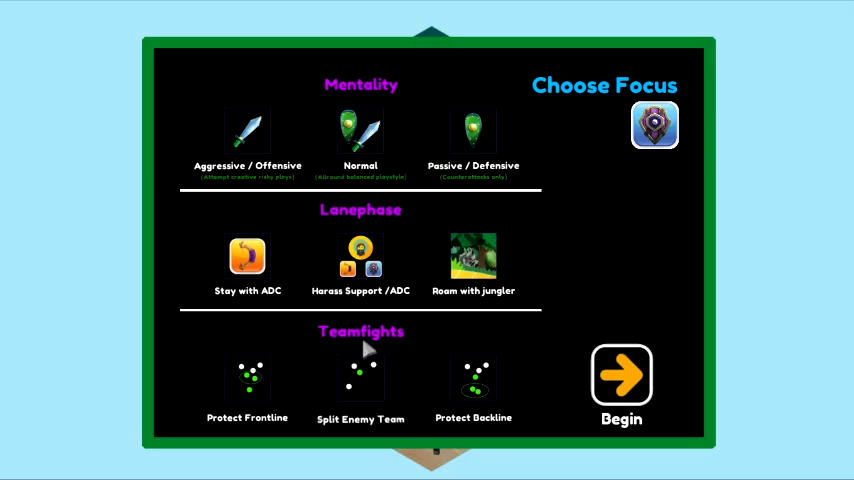 Mentality
Choose Focus
Aggressive / Offensive
Normal
Passive / Defensive
(Attempt creative risky plays)
(Allround balanced playstyle)
(Counterattacks only)
Lanephase
Stay with ADC
Harass Support /ADC
Roam with jungler
Teamfights
Protect Frontline
Split Enemy Team
Protect Backline
Begin